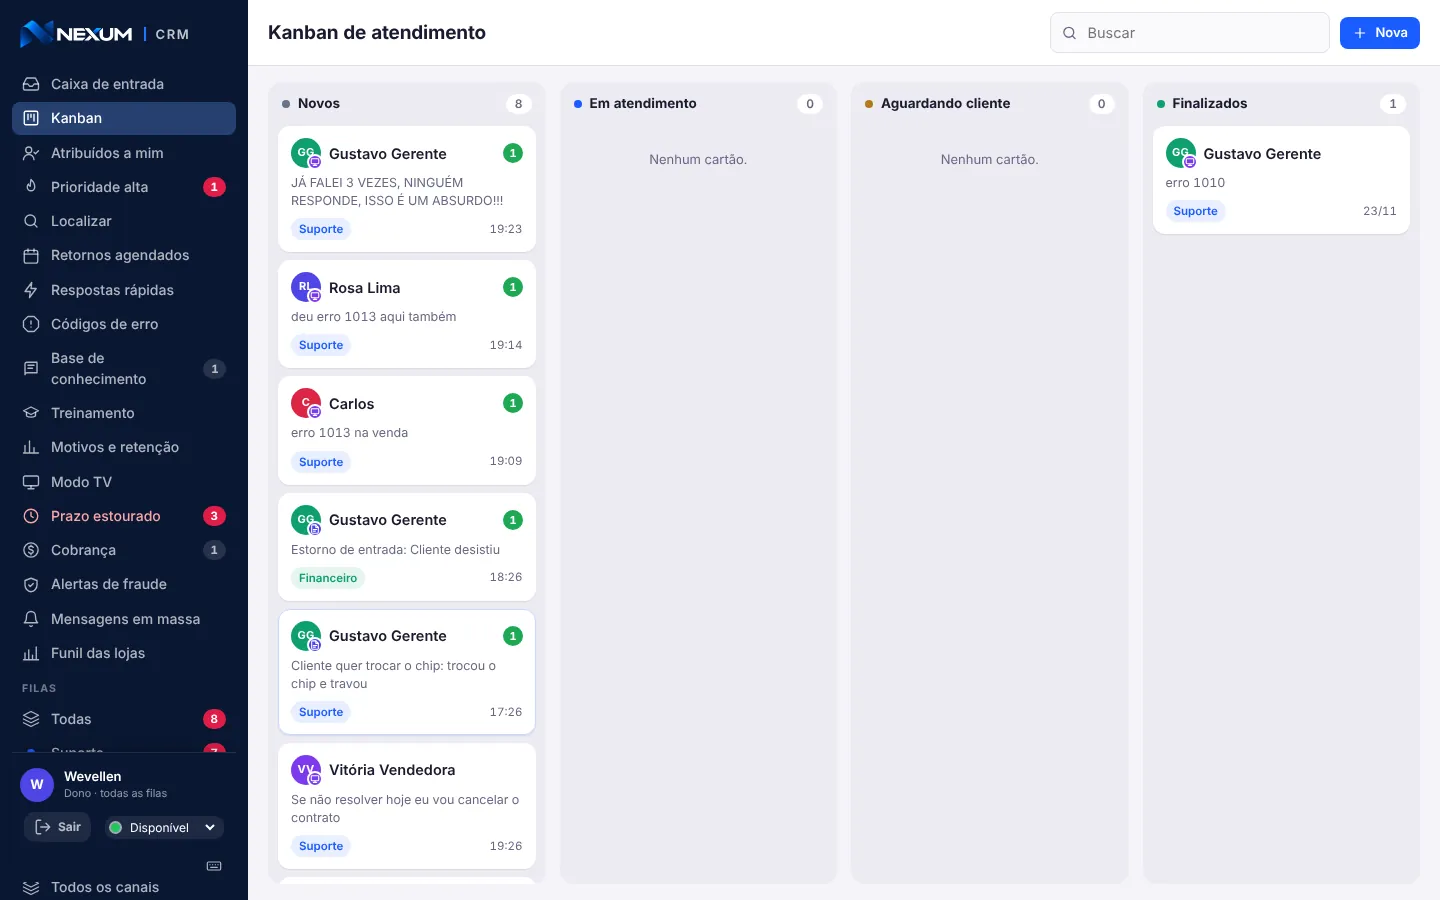 NEXUM | CRM
Caixa de entrada
Kanban
Atribuídos a mim
Prioridade alta 1
Localizar
Retornos agendados
Respostas rápidas
Códigos de erro
Base de
conhecimento 1
Treinamento
Motivos e retenção
Modo TV
Prazo estourado 3
Cobrança 1
Alertas de fraude
Mensagens em massa
Funil das lojas
FILAS
Todas 8
Suporte 7
W
Wevellen
Dono · todas as filas
Sair
Disponível
Todos os canais
Kanban de atendimento
Buscar
+ Nova
Novos 8
GG Gustavo Gerente 1
JÁ FALEI 3 VEZES, NINGUÉM
RESPONDE, ISSO É UM ABSURDO!!!
Suporte 19:23
RL Rosa Lima 1
deu erro 1013 aqui também
Suporte 19:14
C Carlos 1
erro 1013 na venda
Suporte 19:09
GG Gustavo Gerente 1
Estorno de entrada: Cliente desistiu
Financeiro 18:26
GG Gustavo Gerente 1
Cliente quer trocar o chip: trocou o
chip e travou
Suporte 17:26
VV Vitória Vendedora
Se não resolver hoje eu vou cancelar o
contrato
Suporte 19:26
Em atendimento 0
Nenhum cartão.
Aguardando cliente 0
Nenhum cartão.
Finalizados 1
GG Gustavo Gerente
erro 1010
Suporte 23/11